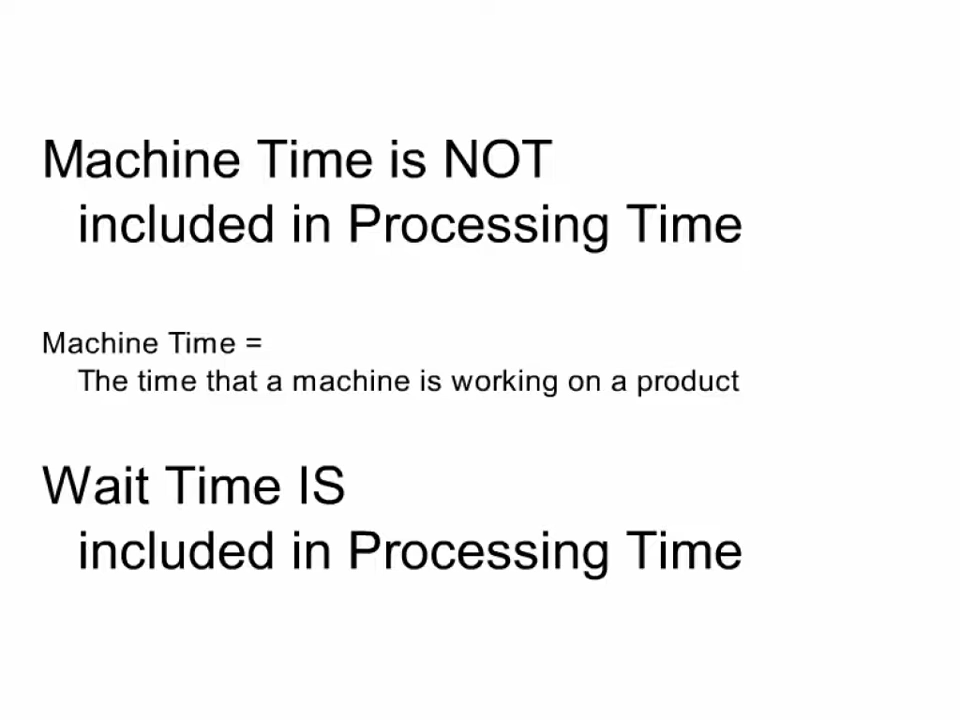 Machine Time is NOT
included in Processing Time
Machine Time =
The time that a machine is working on a product
Wait Time IS
included in Processing Time